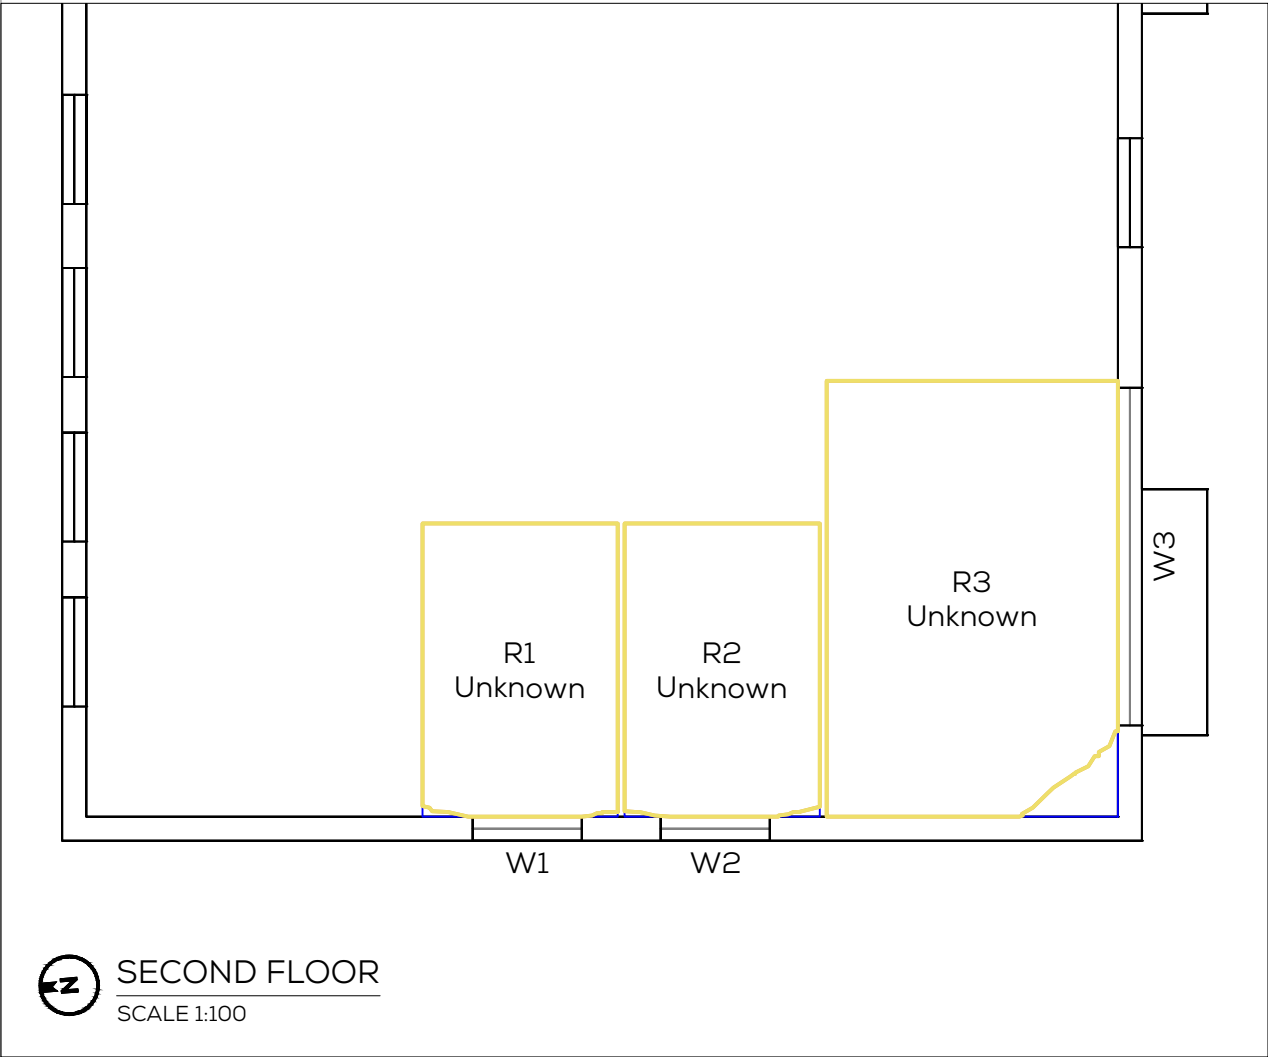 R3
Unknown
W3
R1
Unknown
R2
Unknown
W1
W2
N
SECOND FLOOR
SCALE 1:100